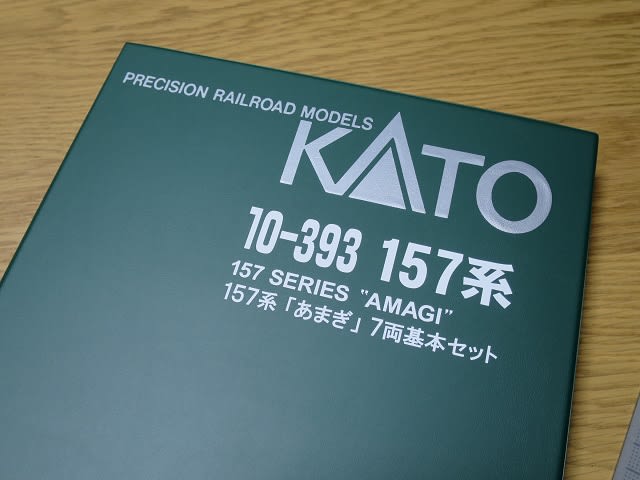 PRECISION RAILROAD MODELS
KATO
10-393 157系
157 SERIES "AMAGI"
157系「あまぎ」7両基本セット